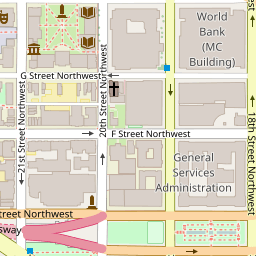 World
Bank
(MC
Building)
G Street Northwest
20th Street Northwest
F Street Northwest
21st Street Northwest
18th Street Northwest
General
Services
Administration
Street Northwest